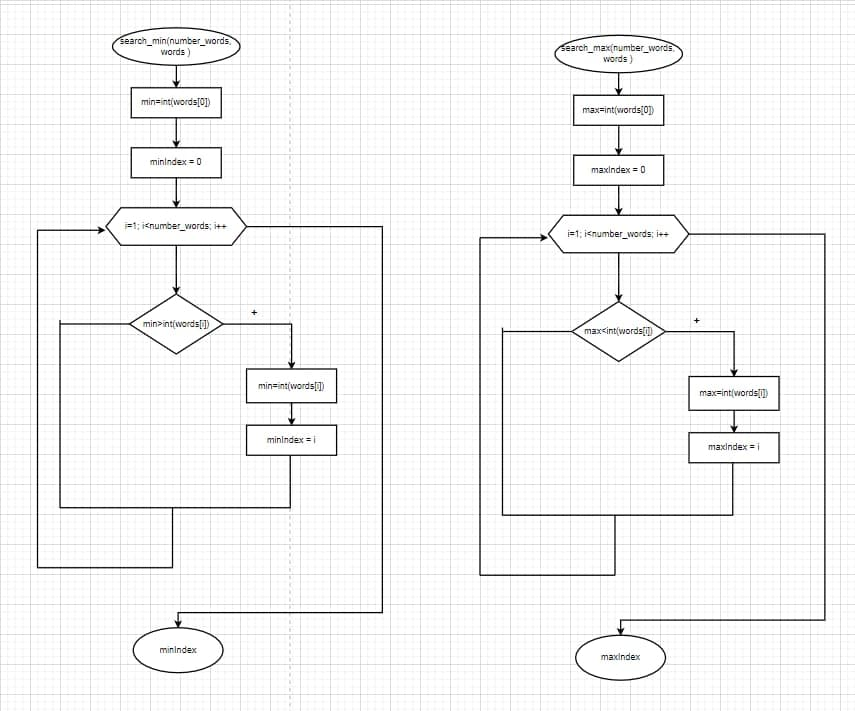 search_min(number_words,
words )
min=int(words[0])
minIndex = 0
i=1; i<number_words; i++
min>int(words[i])
+
min=int(words[i])
minIndex = i
minIndex
search_max(number_words,
words )
max=int(words[0])
maxIndex = 0
i=1; i<number_words; i++
max<int(words[i])
+
max=int(words[i])
maxIndex = i
maxIndex